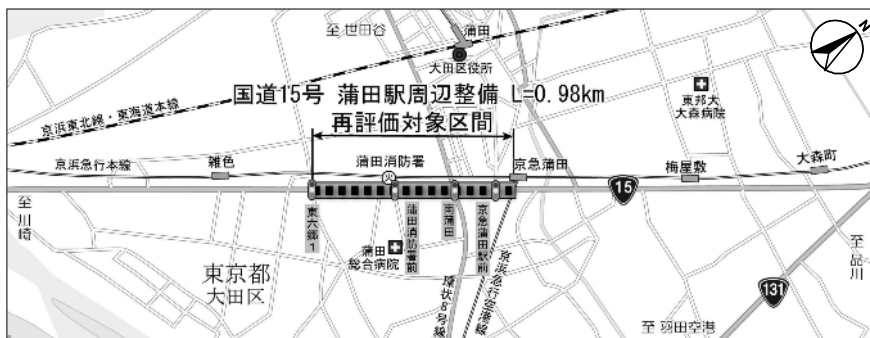 至 世田谷
蒲田
大田区役所
N
国道15号 蒲田駅周辺整備 L=0.98km
再評価対象区間
京浜東北線・東海道本線
東邦大
大森病院
京浜急行本線
雑色
蒲田消防署
火
京急蒲田
梅屋敷
大森町
15
至 川崎
東六郷1
蒲田消防署前
南蒲田
京急蒲田駅前
蒲田
総合病院
東京都
大田区
環状8号線
京浜急行空港線
至 品川
131
至 羽田空港